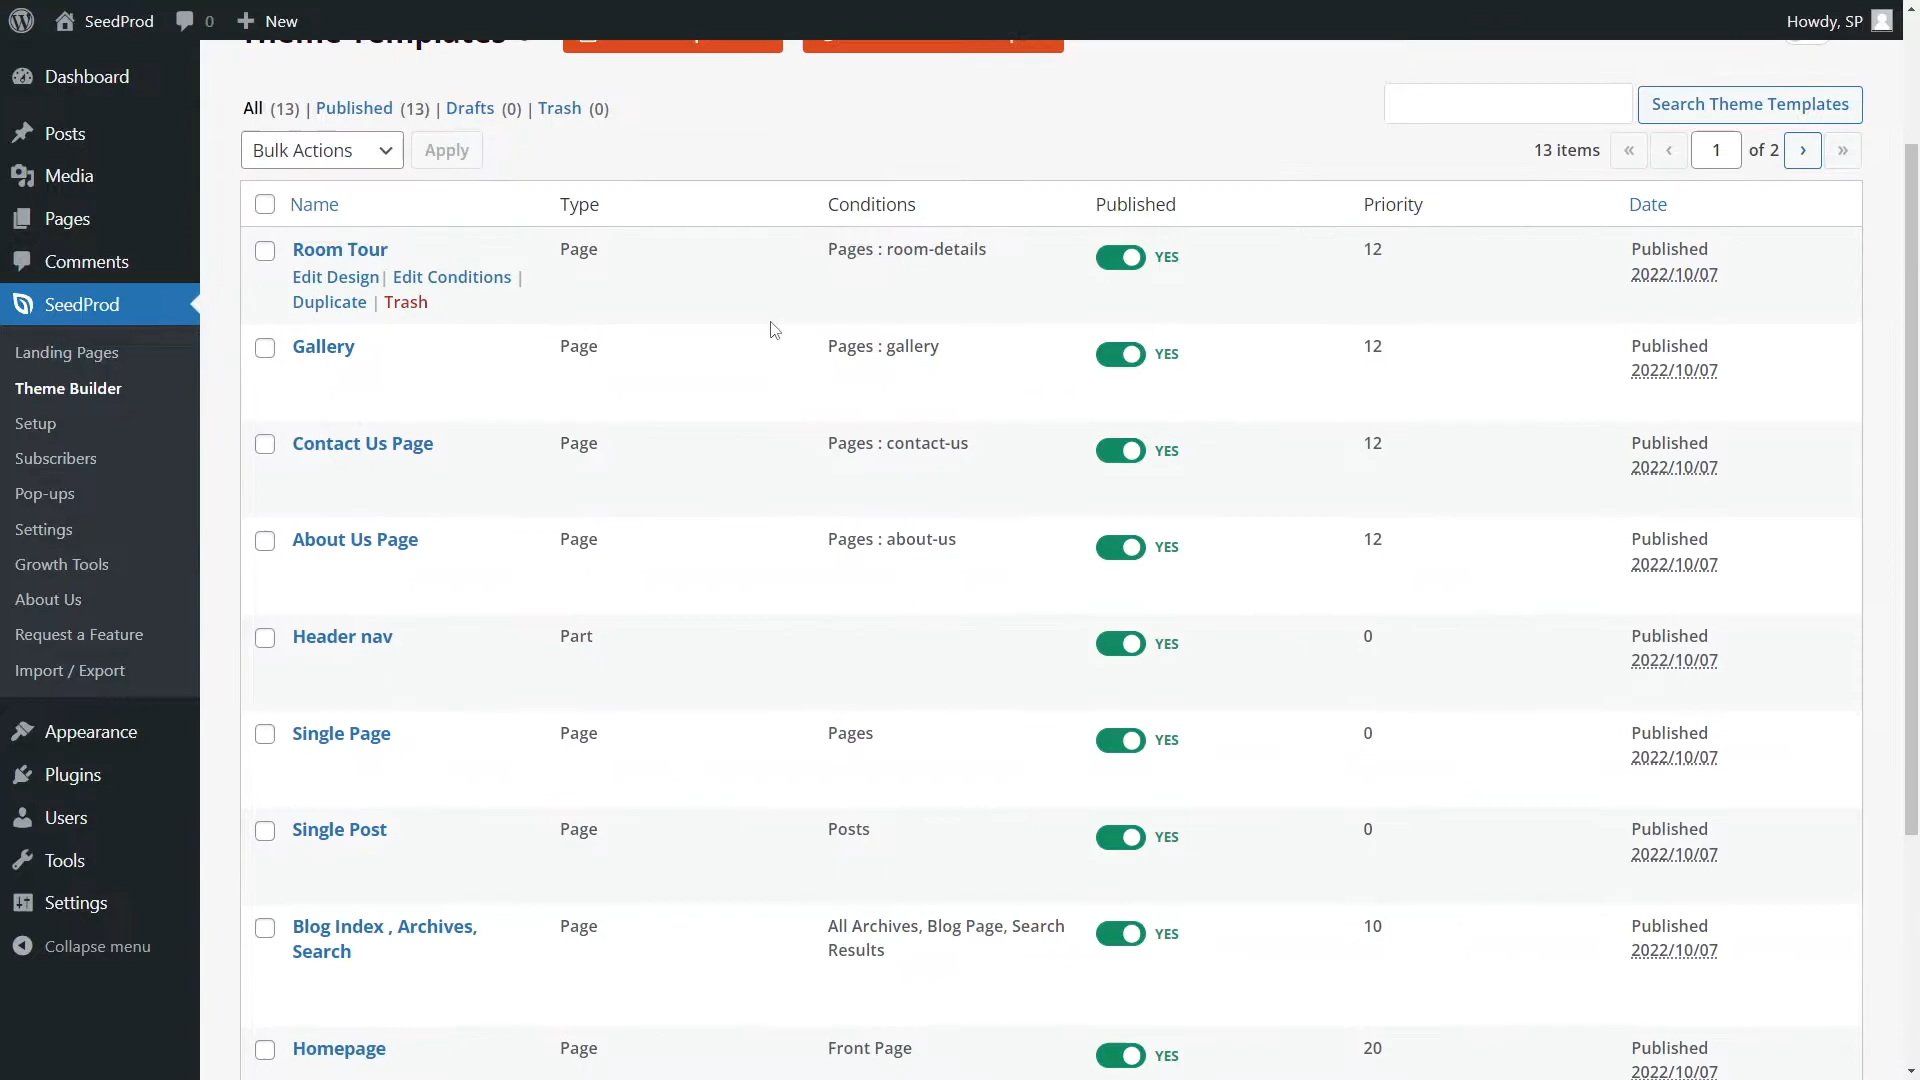 SeedProd
0
New
Howdy, SP
Dashboard
Posts
Media
Pages
Comments
SeedProd
Landing Pages
Theme Builder
Setup
Subscribers
Pop-ups
Settings
Growth Tools
About Us
Request a Feature
Import / Export
Appearance
Plugins
Users
Tools
Settings
Collapse menu
Theme Templates
All (13) | Published (13) | Drafts (0) | Trash (0)
Search Theme Templates
Bulk Actions
Apply
13 items « ‹ 1 of 2 › »
Name Type Conditions Published Priority Date
Room Tour Page Pages : room-details YES 12 Published
2022/10/07
Edit Design | Edit Conditions |
Duplicate | Trash
Gallery Page Pages : gallery YES 12 Published
2022/10/07
Contact Us Page Page Pages : contact-us YES 12 Published
2022/10/07
About Us Page Page Pages : about-us YES 12 Published
2022/10/07
Header nav Part YES 0 Published
2022/10/07
Single Page Page Pages YES 0 Published
2022/10/07
Single Post Page Posts YES 0 Published
2022/10/07
Blog Index , Archives, Page All Archives, Blog Page, Search YES 10 Published
Search Results 2022/10/07
Homepage Page Front Page YES 20 Published
2022/10/07